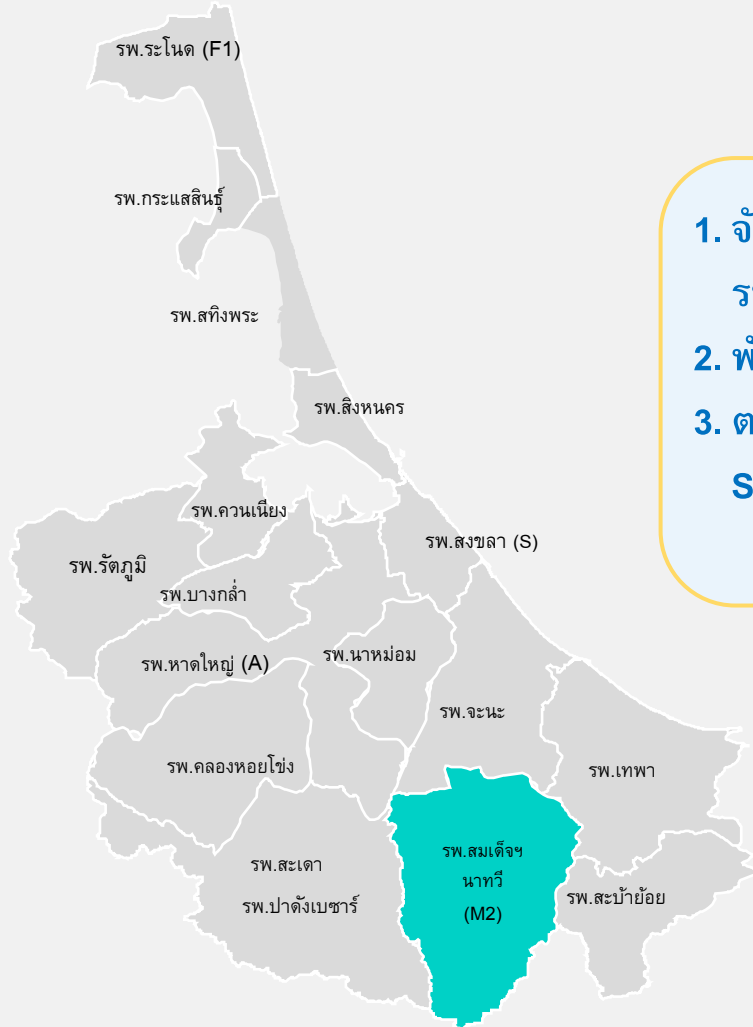 รพ.ระโนด (F1)
รพ.กระแสสินธุ์
รพ.สทิงพระ
รพ.สิงหนคร
รพ.ควนเนียง
รพ.สงขลา (S)
รพ.รัตภูมิ
รพ.บางกล่ำ
รพ.หาดใหญ่ (A)
รพ.นาหม่อม
รพ.จะนะ
รพ.คลองหอยโข่ง
รพ.เทพา
รพ.สะเดา
รพ.ปาดังเบซาร์
รพ.สมเด็จฯ
นาทวี
(M2)
รพ.สะบ้าย้อย
1.
2.
3.
S